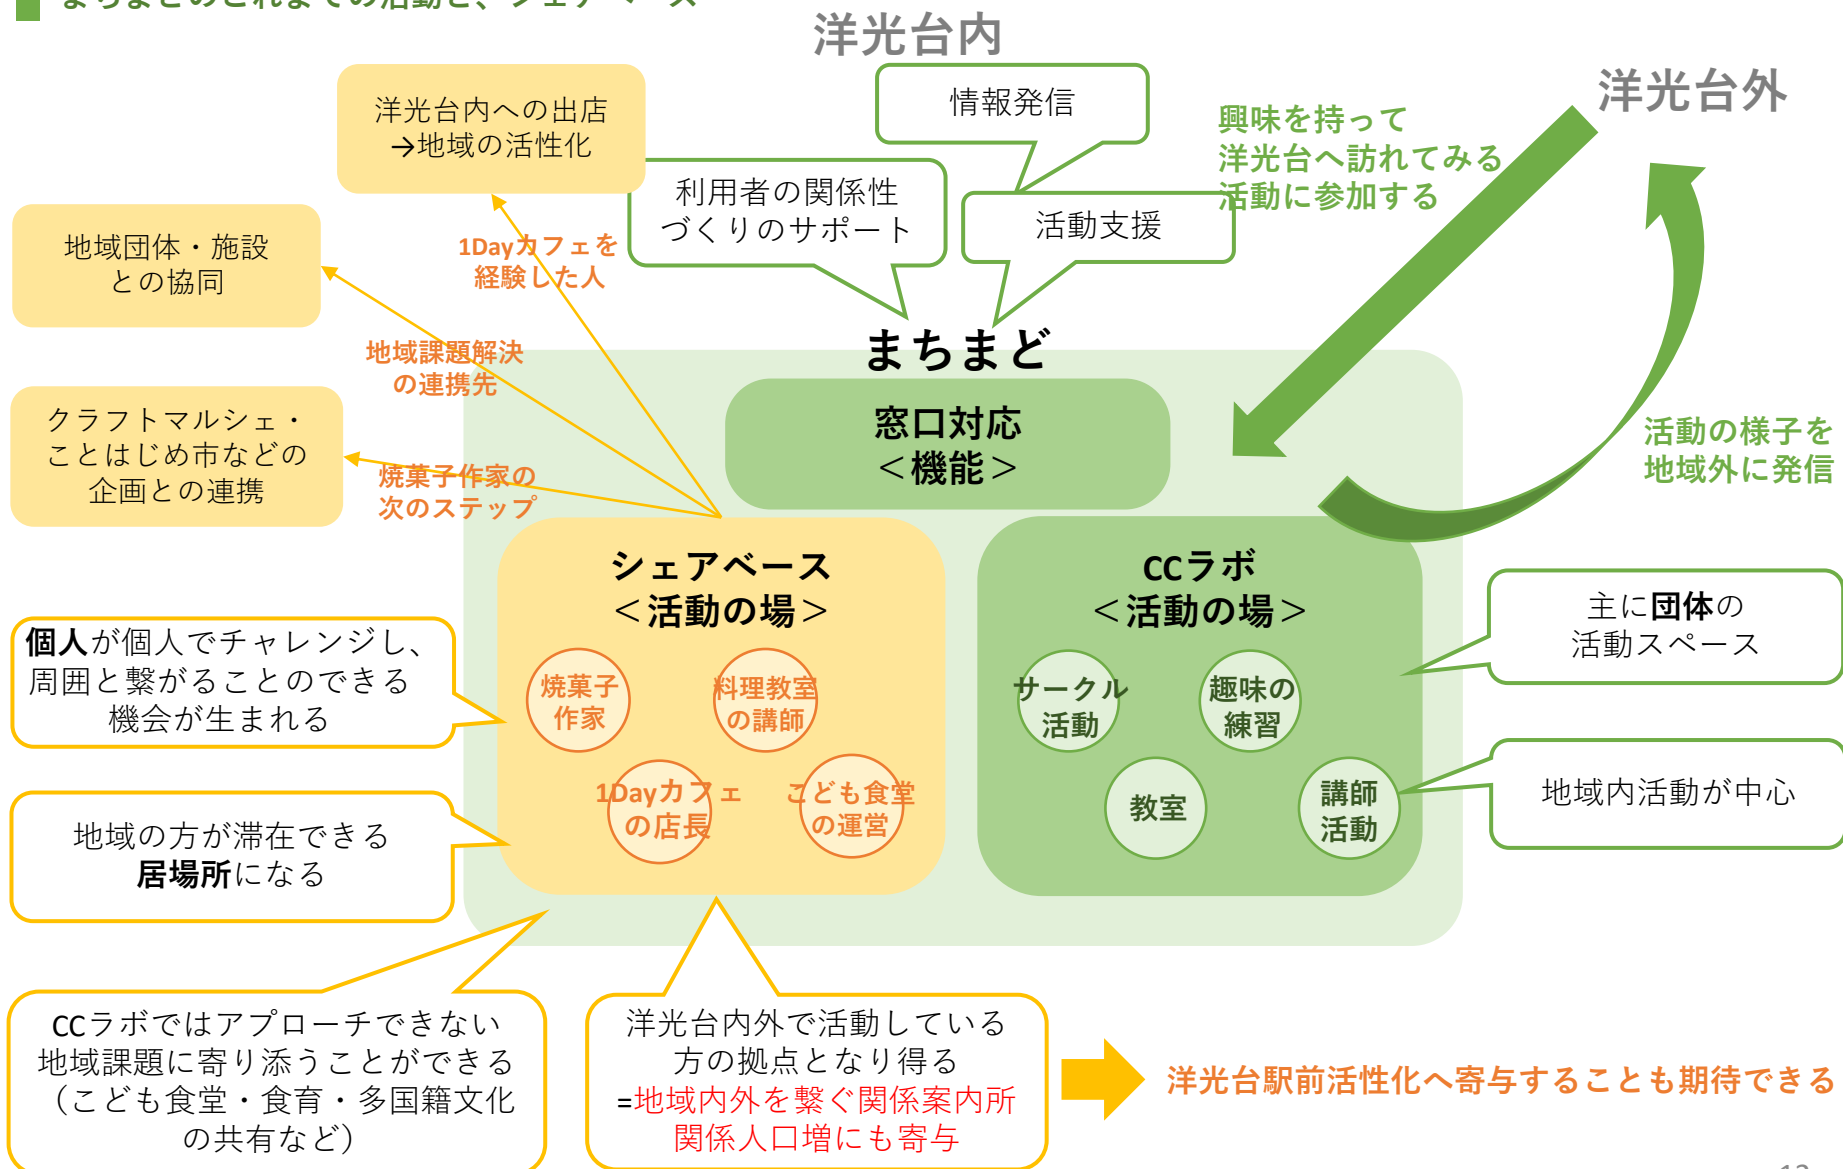 まちまどのこれまでの活動と、シェアベース
洋光台内
洋光台外
洋光台内への出店
→地域の活性化
情報発信
利用者の関係性
づくりのサポート
活動支援
興味を持って
洋光台へ訪れてみる
活動に参加する
地域団体・施設
との協同
1Dayカフェを
経験した人
地域課題解決
の連携先
クラフトマルシェ・
ことはじめ市などの
企画との連携
焼菓子作家の
次のステップ
まちまど
窓口対応
＜機能＞
活動の様子を
地域外に発信
シェアベース
＜活動の場＞
焼菓子
作家
料理教室
の講師
1Dayカフェ
の店長
こども食堂
の運営
CCラボ
＜活動の場＞
サークル
活動
趣味の
練習
教室
講師
活動
主に団体の
活動スペース
地域内活動が中心
個人が個人でチャレンジし、
周囲と繋がることのできる
機会が生まれる
地域の方が滞在できる
居場所になる
CCラボではアプローチできない
地域課題に寄り添うことができる
（こども食堂・食育・多国籍文化
の共有など）
洋光台内外で活動している
方の拠点となり得る
=地域内外を繋ぐ関係案内所
関係人口増にも寄与
洋光台駅前活性化へ寄与することも期待できる